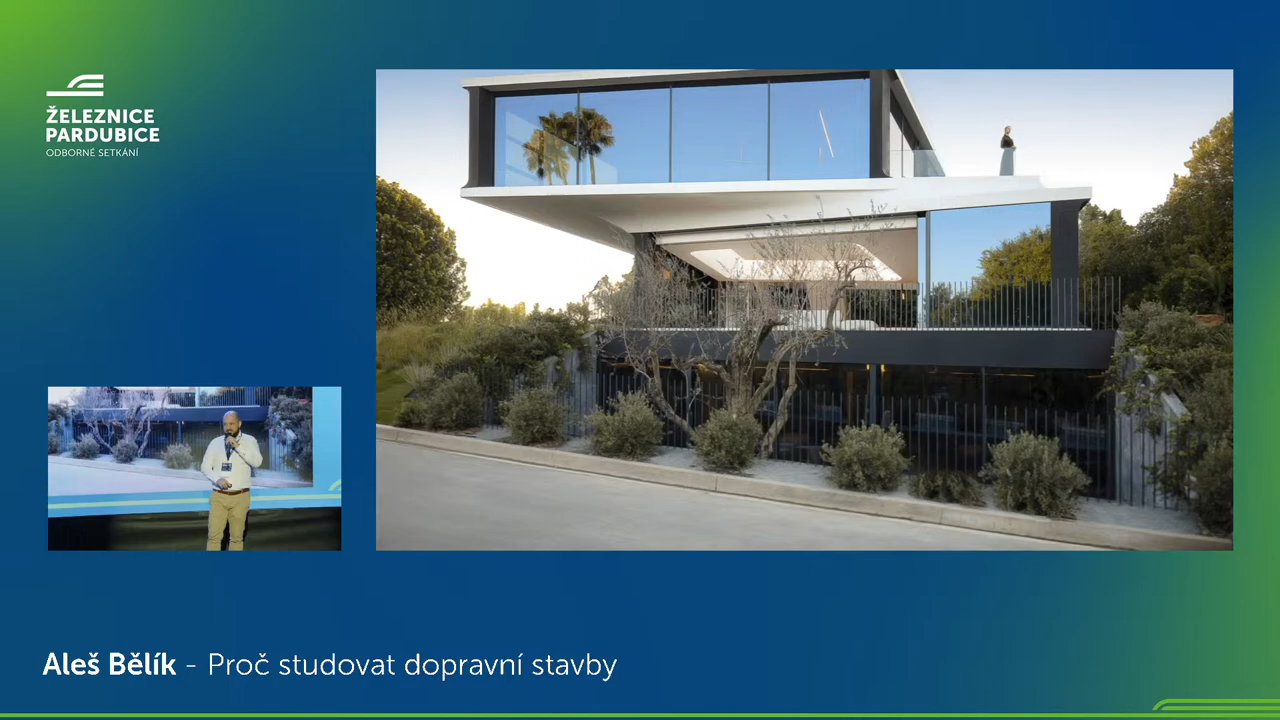 ŽELEZNICE
PARDUBICE
ODBORNÉ SETKÁNÍ
Aleš Bělík - Proč studovat dopravní stavby